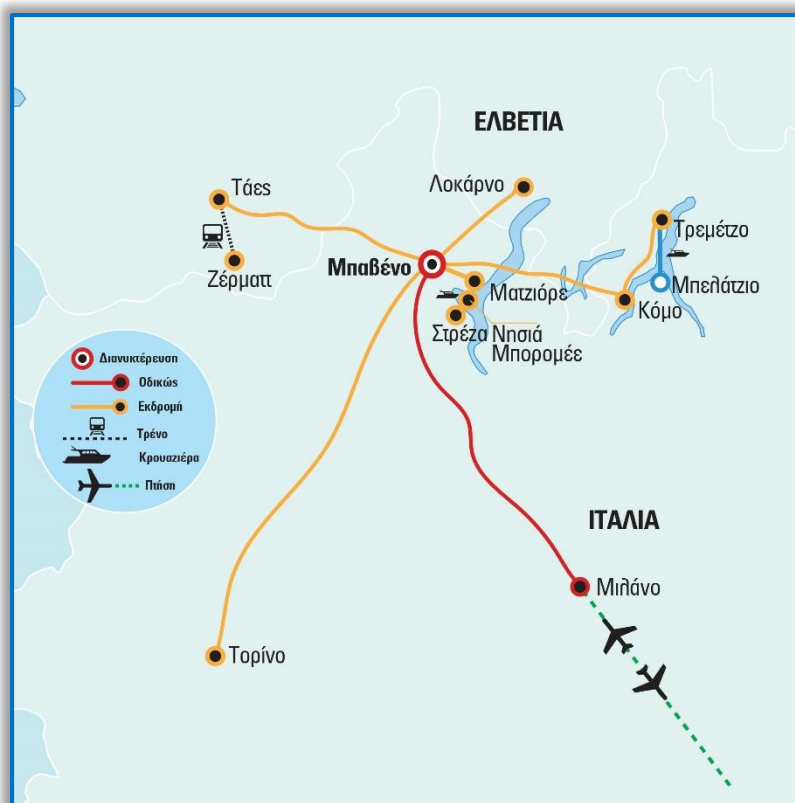 ΕΛΒΕΤΙΑ
Τάες
Λοκάρνο
Τρεμέτζο
Ζέρματτ
Μπαβένο
Ματζιόρε
Μπελάτζιο
Κόμο
Στρέζα Νησιά
Μπορομέε
Διανυκτέρευση
Οδικώς
Εκδρομή
Τρένο
Κρουαζιέρα
Πτήση
ΙΤΑΛΙΑ
Μιλάνο
Τορίνο